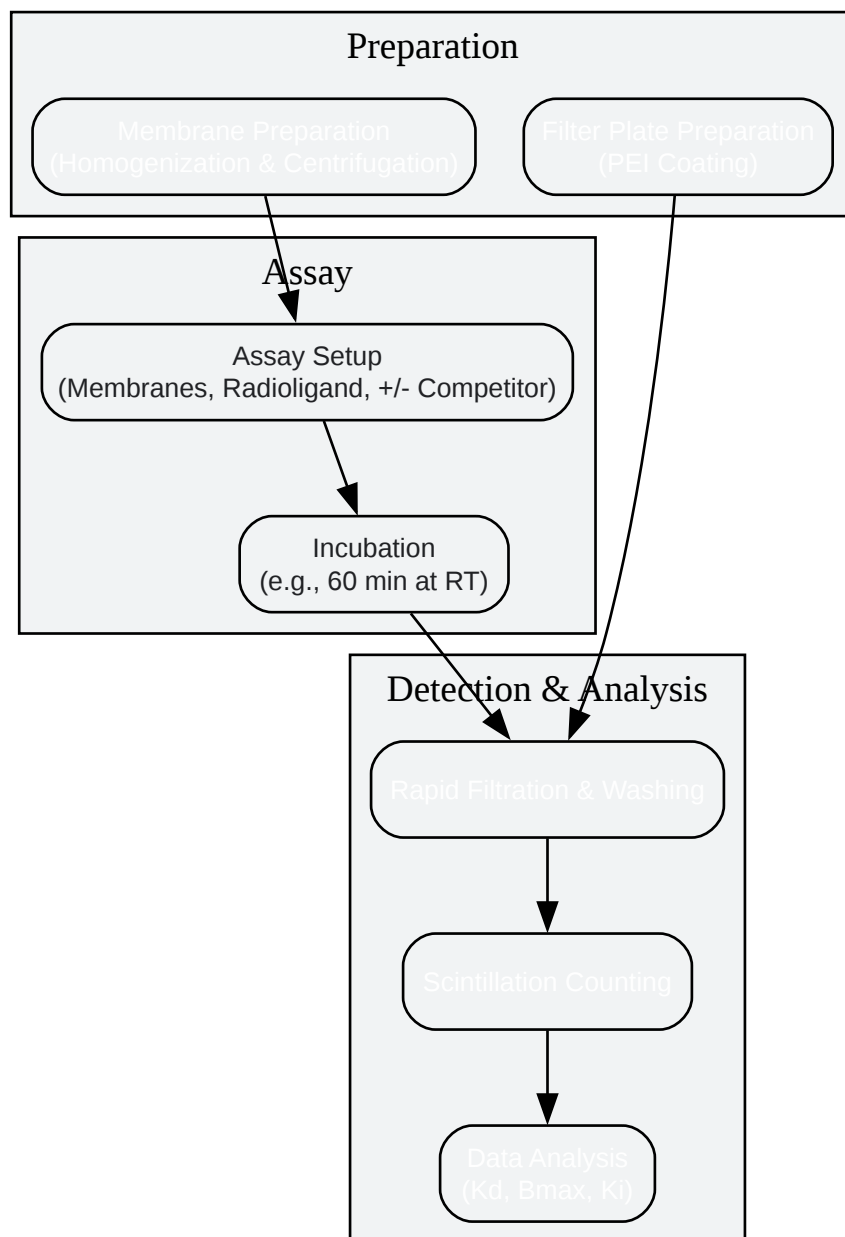 Preparation
Membrane Preparation
(Homogenization & Centrifugation)
Filter Plate Preparation
(PEI Coating)
Assay
Assay Setup
(Membranes, Radioligand, +/- Competitor)
Incubation
(e.g., 60 min at RT)
Detection & Analysis
Rapid Filtration & Washing
Scintillation Counting
Data Analysis
(Kd, Bmax, Ki)